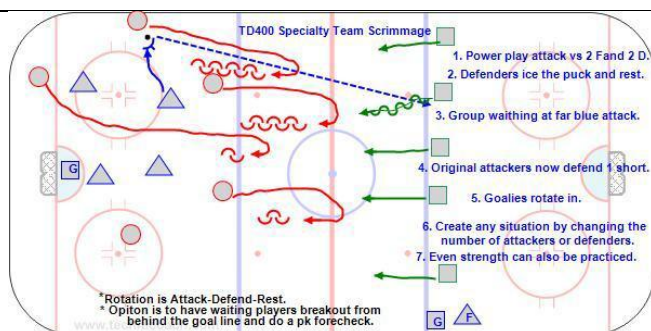 TD400 Specialty Team Scrimmage
1. Power play attack vs 2 Fand 2 D.
2. Defenders ice the puck and rest.
3. Group waithing at far blue attack.
4. Original attackers now defend 1 short.
5. Goalies rotate in.
6. Create any situation by changing the
number of attackers or defenders.
7. Even strength can also be practiced.
G
G
F
*Rotation is Attack-Defend-Rest.
* Opiton is to have waiting players breakout from
behind the goal line and do a pk forecheck.